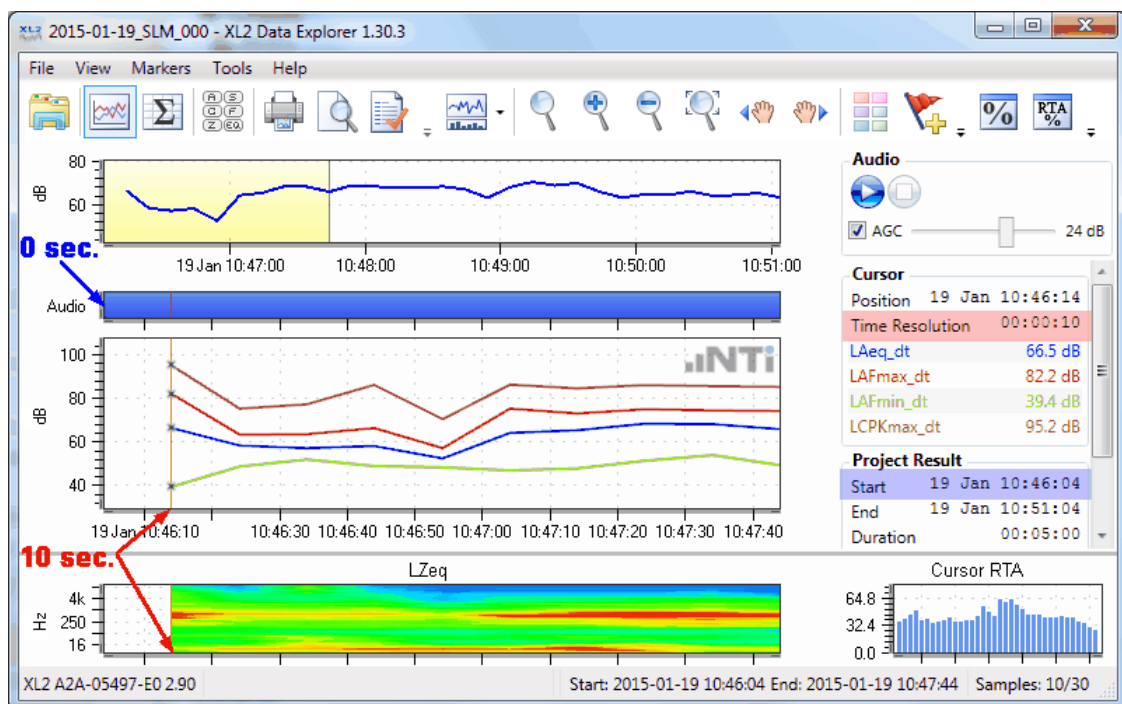 XL2 2015-01-19_SLM_000 - XL2 Data Explorer 1.30.3
File View Markers Tools Help
A S
C F
Z EQ
Σ
%
RTA %
80
60
dB
19 Jan 10:47:00 10:48:00 10:49:00 10:50:00 10:51:00
0 sec.
Audio
100
80
60
40
dB
NTi
19 Jan 10:46:10 10:46:30 10:46:40 10:46:50 10:47:00 10:47:10 10:47:20 10:47:30 10:47:40
10 sec.
Audio
AGC 24 dB
Cursor
Position 19 Jan 10:46:14
Time Resolution 00:00:10
LAeq_dt 66.5 dB
LAFmax_dt 82.2 dB
LAFmin_dt 39.4 dB
LCPKmax_dt 95.2 dB
Project Result
Start 19 Jan 10:46:04
End 19 Jan 10:51:04
Duration 00:05:00
LZeq
4k
250
16
Hz
Cursor RTA
64.8
32.4
0.0
XL2 A2A-05497-E0 2.90 Start: 2015-01-19 10:46:04 End: 2015-01-19 10:47:44 Samples: 10/30